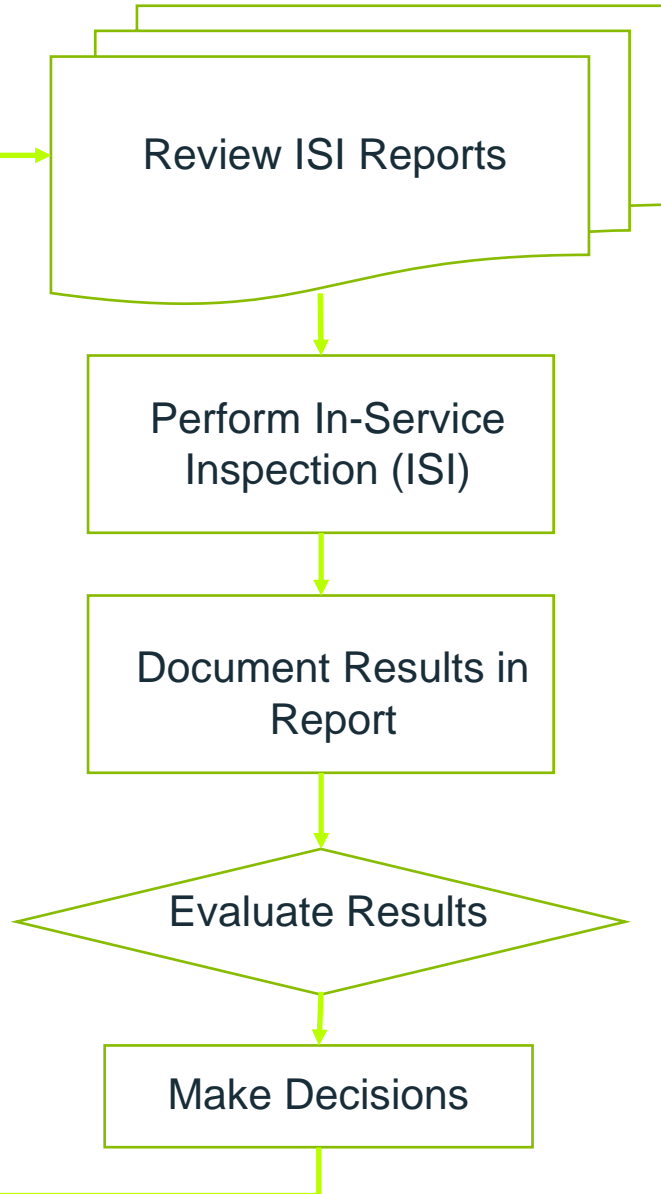 Review ISI Reports
Perform In-Service
Inspection (ISI)
Document Results in
Report
Evaluate Results
Make Decisions